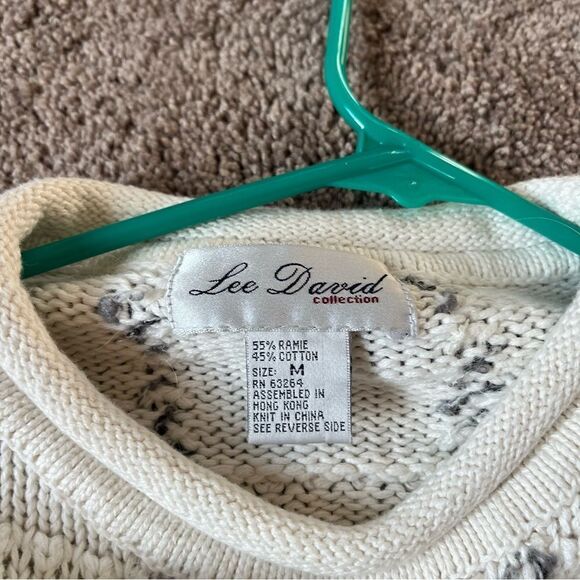 Lee David
collection
55% RAMIE
45% COTTON
SIZE: M
RN 63264
ASSEMBLED IN
HONG KONG
KNIT IN CHINA
SEE REVERSE SIDE